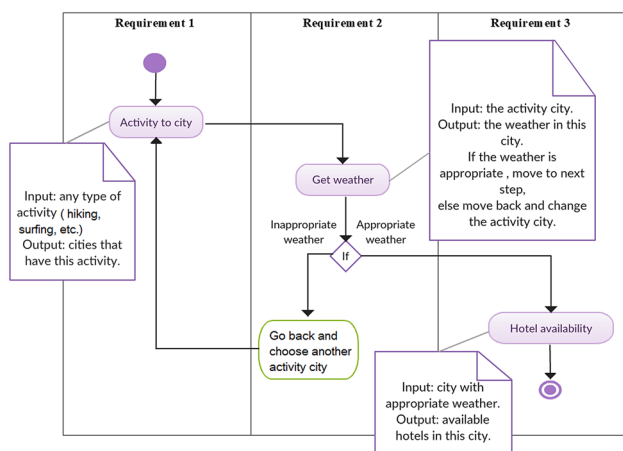 Requirement 1
Requirement 2
Requirement 3
Activity to city
Input: any type of
activity ( hiking,
surfing, etc.)
Output: cities that
have this activity.
Get weather
Input: the activity city.
Output: the weather in this
city.
If the weather is
appropriate , move to next
step,
else move back and change
the activity city.
Inappropriate
weather
Appropriate
weather
If
Go back and
choose another
activity city
Hotel availability
Input: city with
appropriate weather.
Output: available
hotels in this city.